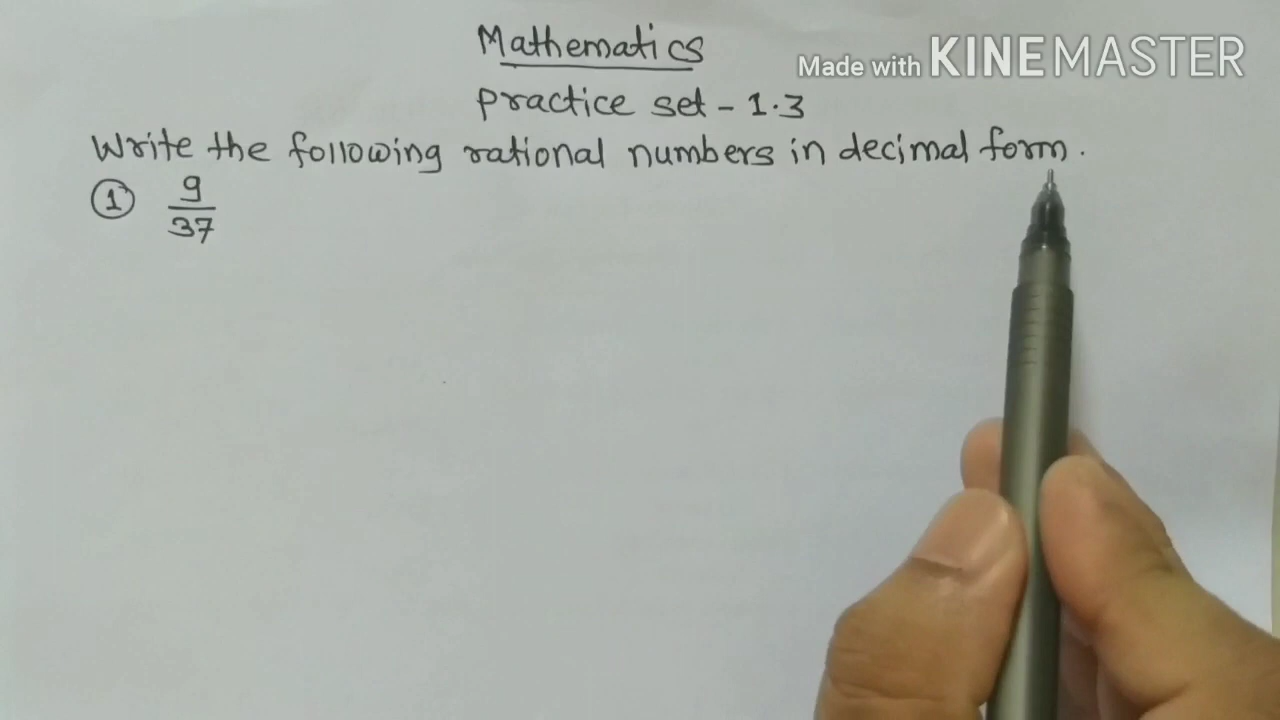 Mathematics
Made with KINEMASTER
Practice set - 1.3
Write the following rational numbers in decimal form.
① 9/37